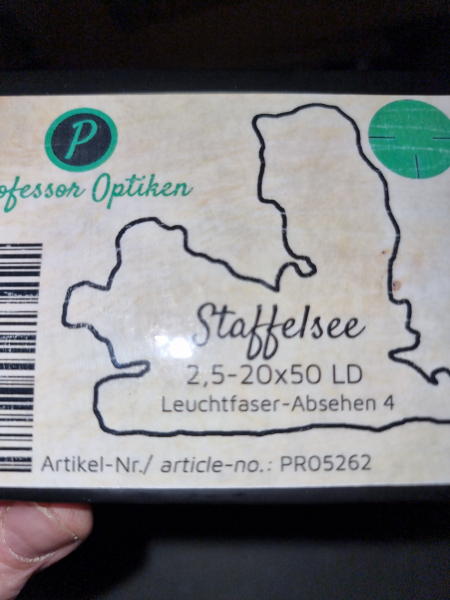 P
ofessor Optiken
Staffelsee
2,5-20x50 LD
Leuchtfaser-Absehen 4
Artikel-Nr./ article-no.: PRO5262